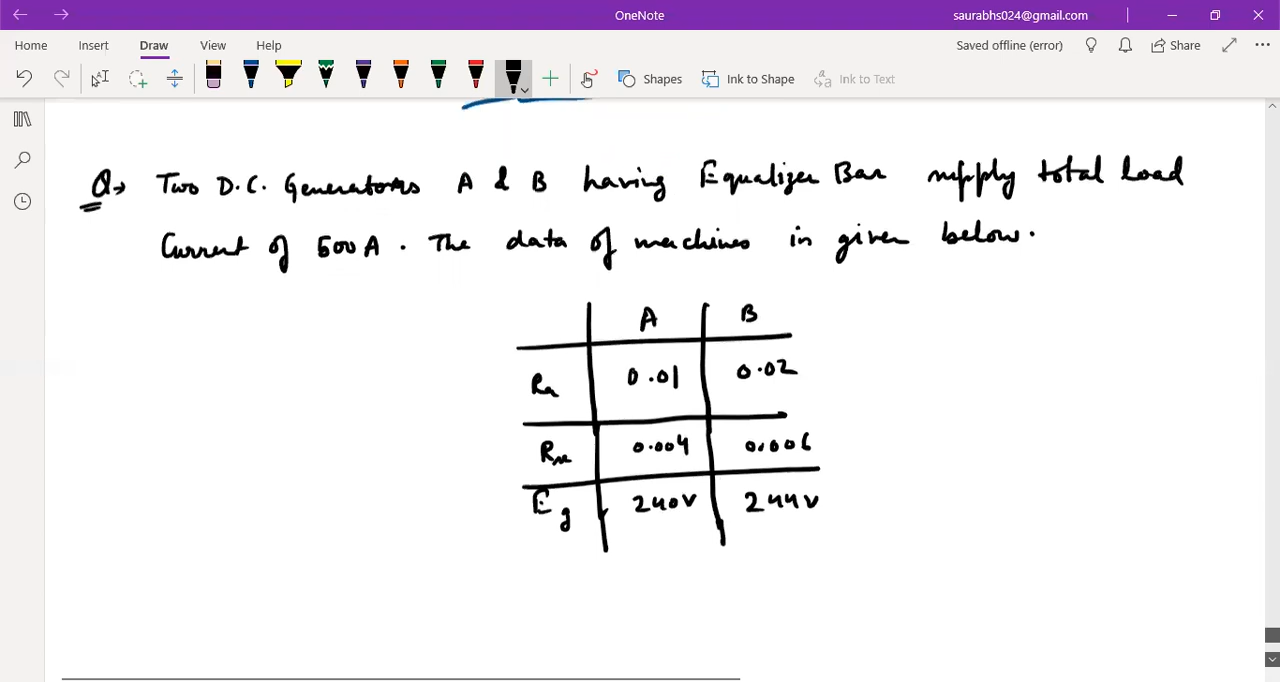 OneNote
saurabhs024@gmail.com
Home Insert Draw View Help
Saved offline (error) Share
Shapes Ink to Shape Ink to Text
Q→ Two D.C. Generators A & B having Equalizer Bar supply total load
Current of 500 A. The data of machines in given below.
A B
Ra 0.01 0.02
Rse 0.004 0.006
Eg 240V 244V